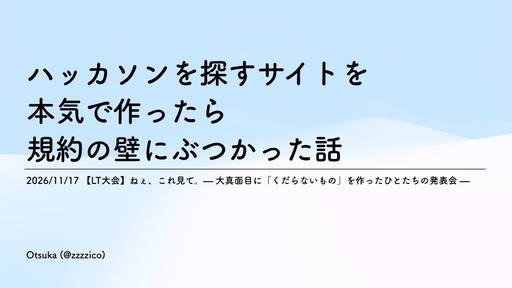 ハッカソンを探すサイトを
本気で作ったら
規約の壁にぶつかった話
2026/11/17 【LT大会】ねぇ、これ見て。― 大真面目に「くだらないもの」を作ったひとたちの発表会 ―
Otsuka (@zzzzico)